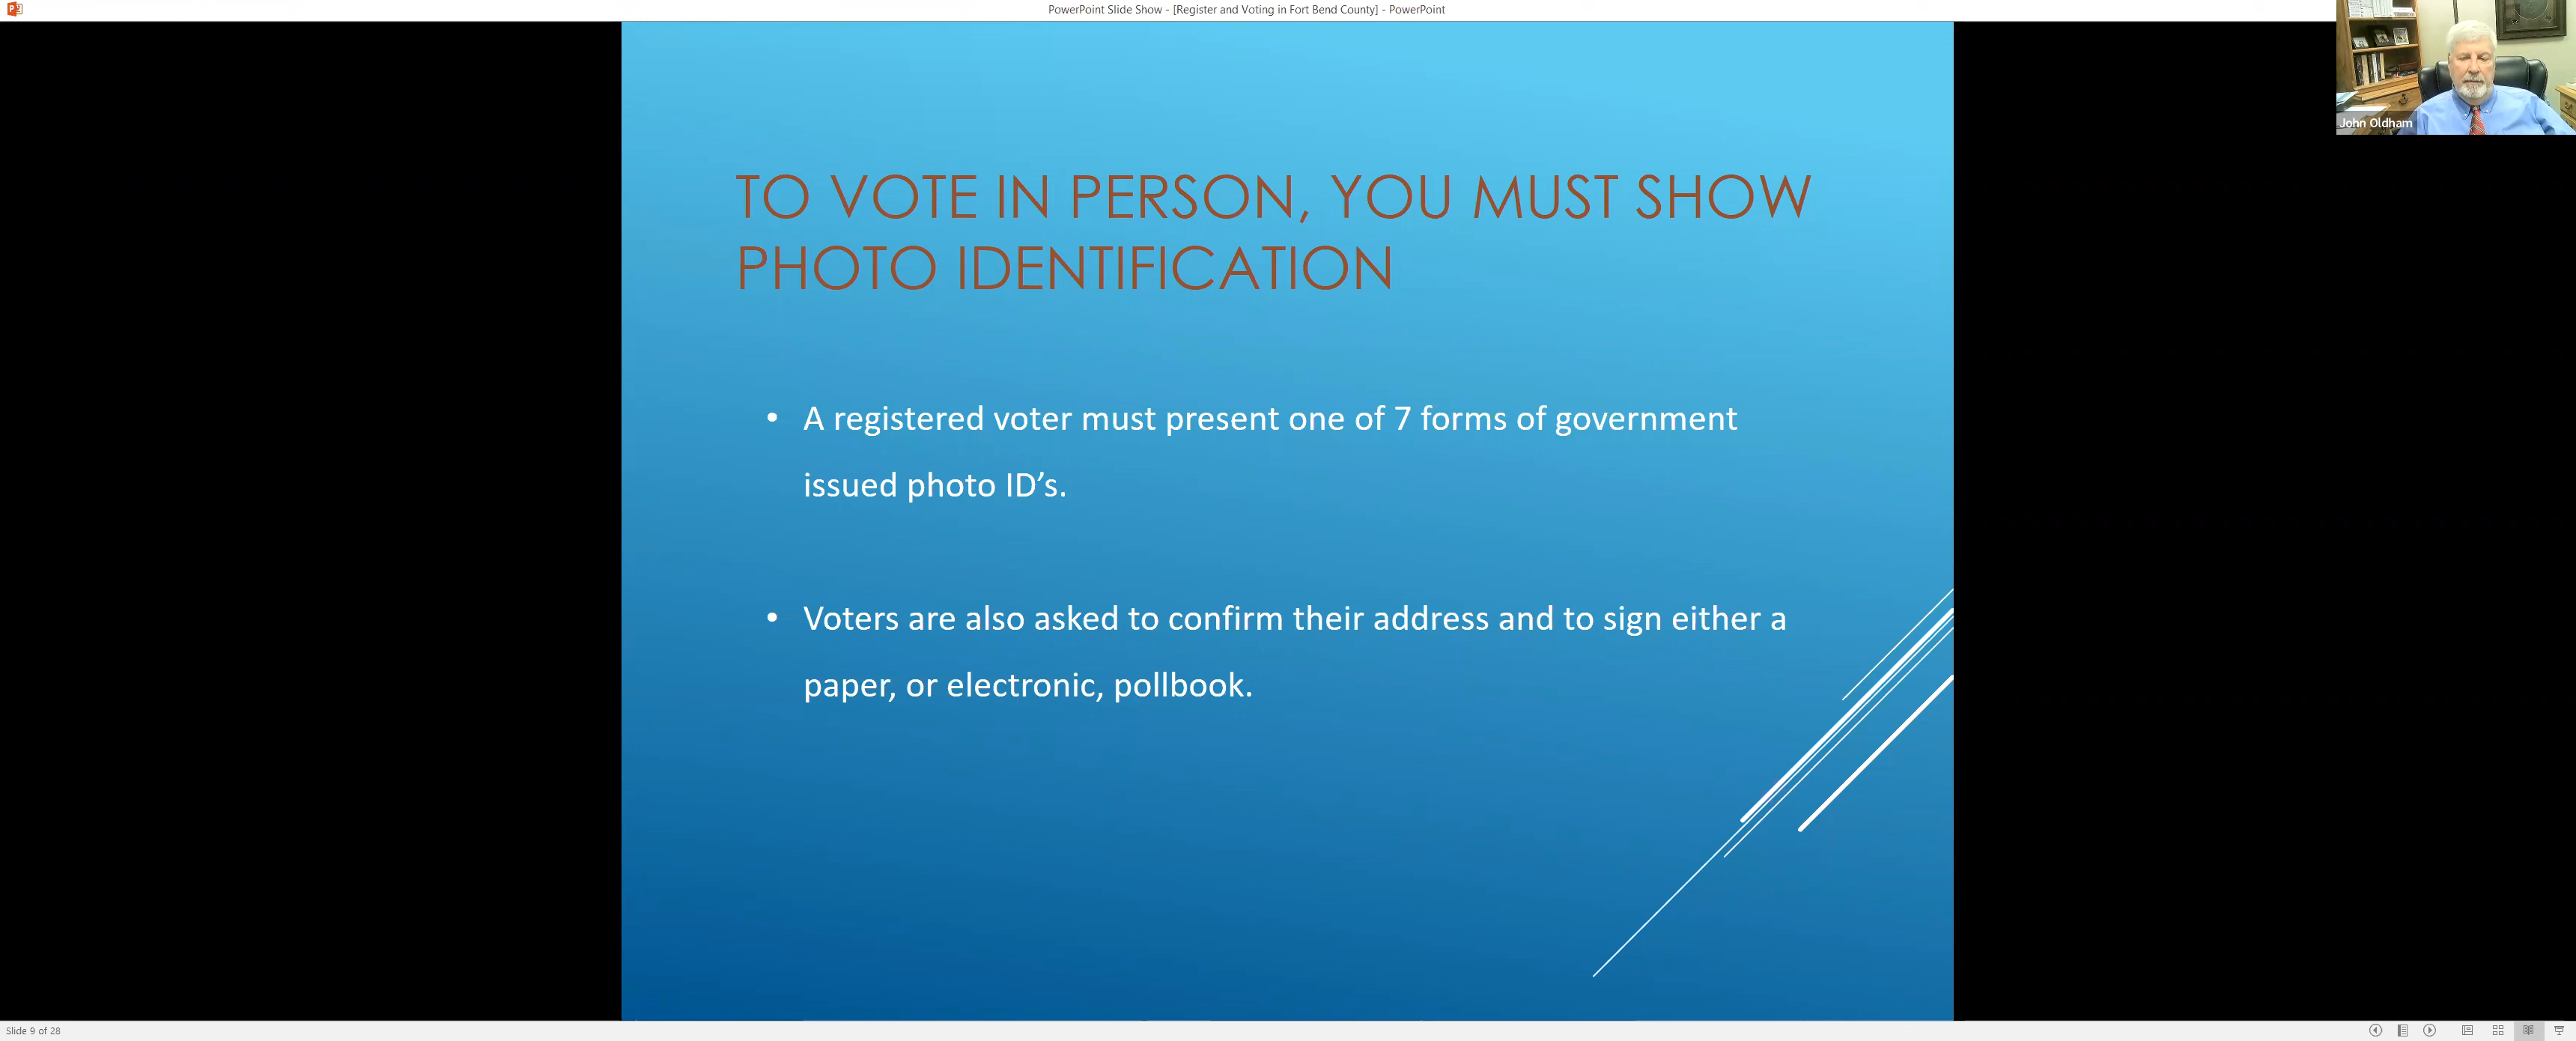 PowerPoint Slide Show - [Register and Voting in Fort Bend County] - PowerPoint
John Oldham
TO VOTE IN PERSON, YOU MUST SHOW
PHOTO IDENTIFICATION
• A registered voter must present one of 7 forms of government
issued photo ID’s.
• Voters are also asked to confirm their address and to sign either a
paper, or electronic, pollbook.
Slide 9 of 28